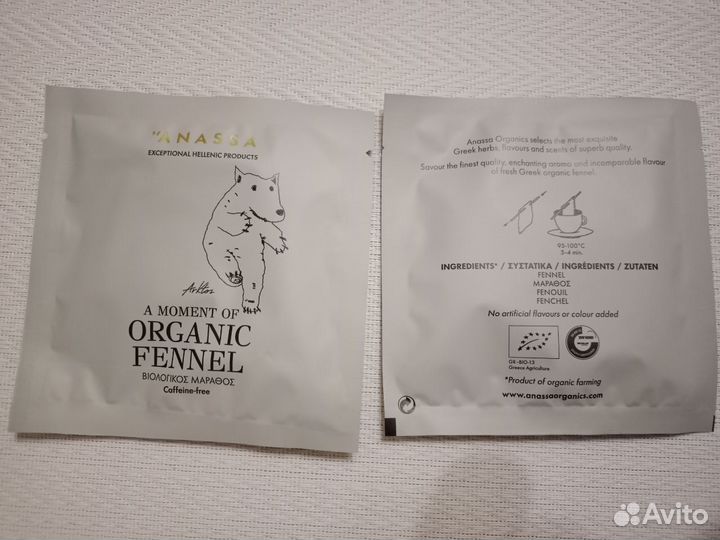 ANASSA
EXCEPTIONAL HELLENIC PRODUCTS
Arktos
A MOMENT OF
ORGANIC
FENNEL
ΒΙΟΛΟΓΙΚΟΣ ΜΑΡΑΘΟΣ
Caffeine-free
Anassa Organics selects the most exquisite
Greek herbs, flavours and scents of superb quality.
Savour the finest quality, enchanting aroma and incomparable flavour
of fresh Greek organic fennel.
95-100°C
3-4 min.
INGREDIENTS* / ΣΥΣΤΑΤΙΚΑ / INGRÉDIENTS / ZUTATEN
FENNEL
ΜΑΡΑΘΟΣ
FENOUIL
FENCHEL
No artificial flavours or colour added
GR-BIO-13
Greece Agriculture
*Product of organic farming
www.anassaorganics.com
Avito